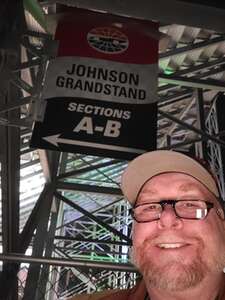 JOHNSON
GRANDSTAND
SECTIONS
A-B